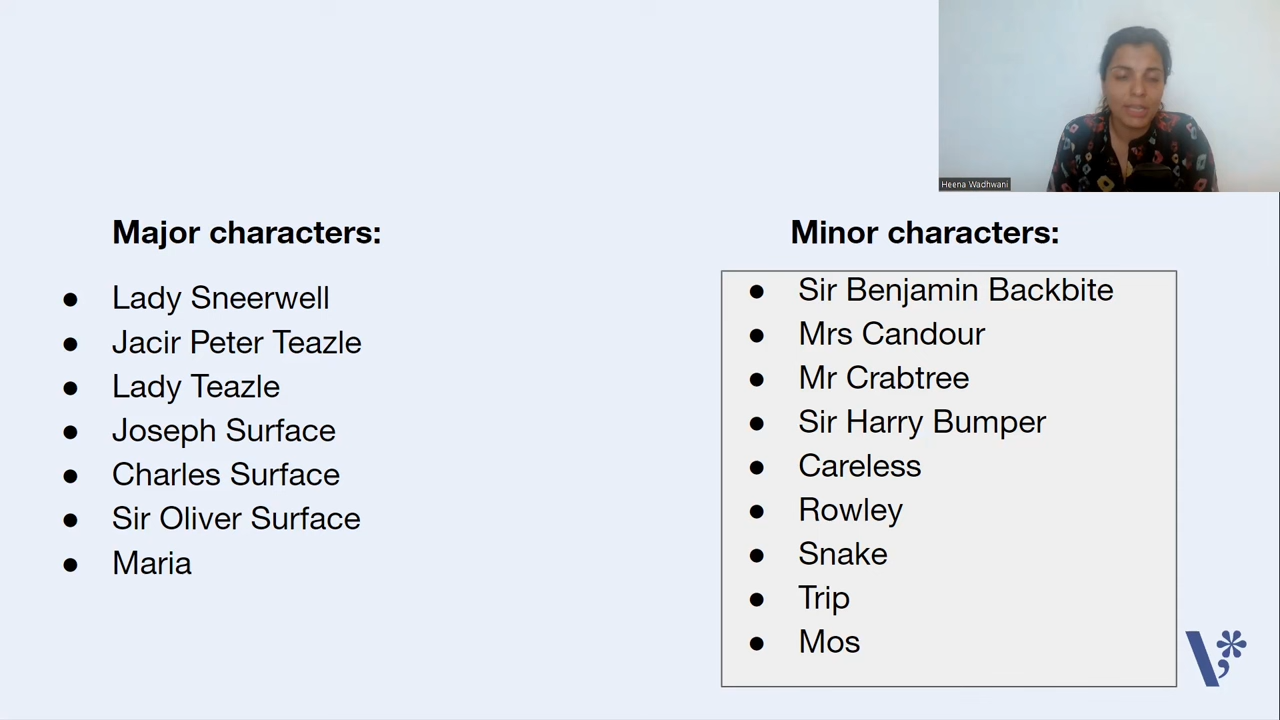 Heena Wadhwani
Major characters:
● Lady Sneerwell
● Jacir Peter Teazle
● Lady Teazle
● Joseph Surface
● Charles Surface
● Sir Oliver Surface
● Maria
Minor characters:
● Sir Benjamin Backbite
● Mrs Candour
● Mr Crabtree
● Sir Harry Bumper
● Careless
● Rowley
● Snake
● Trip
● Mos